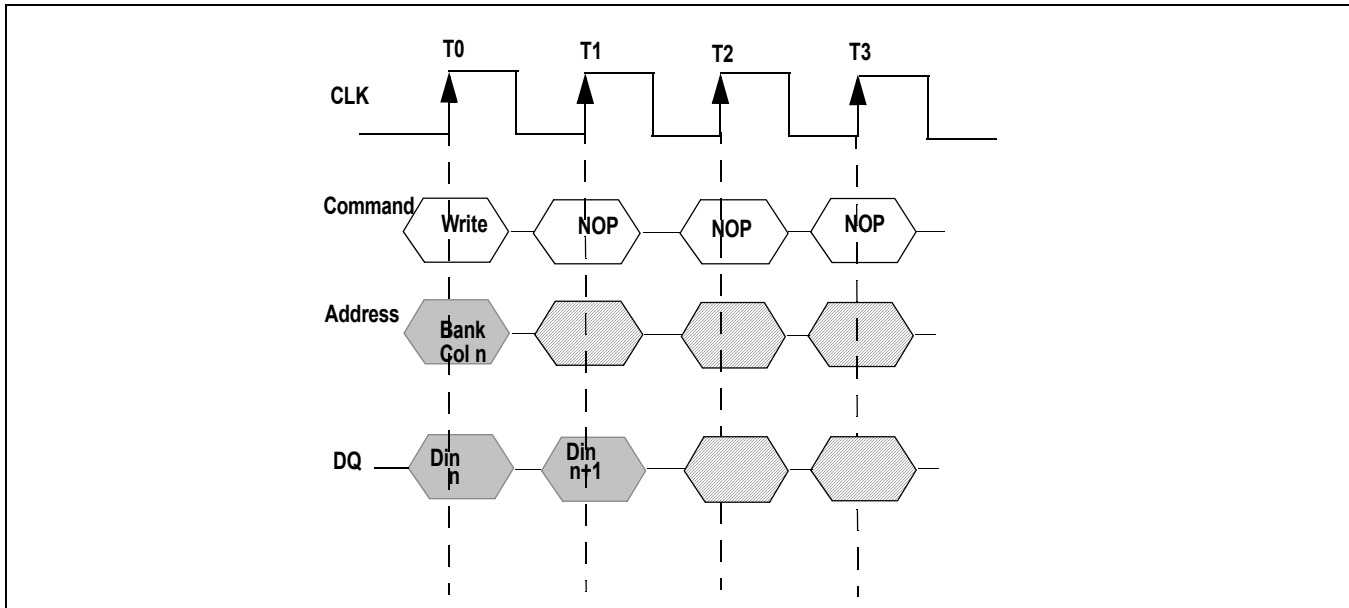 T0 T1 T2 T3
CLK
Command Write NOP NOP NOP
Address
Bank
Col n
DQ
Din
n
Din
n+1